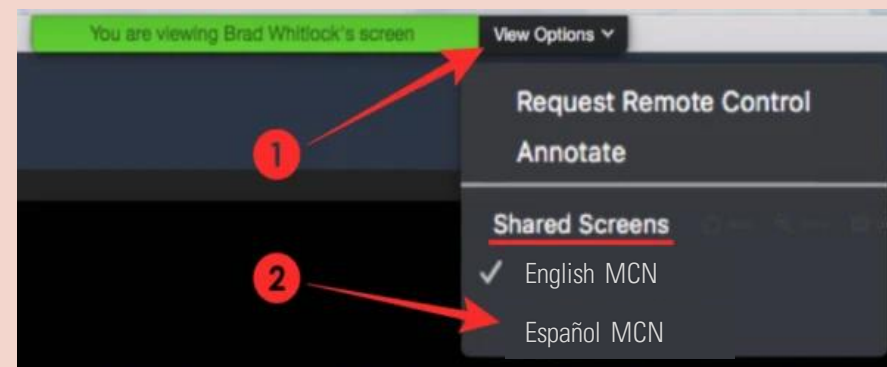 You are viewing Brad Whitlock's screen
View Options
1
Request Remote Control
Annotate
Shared Screens
English MCN
2
Español MCN